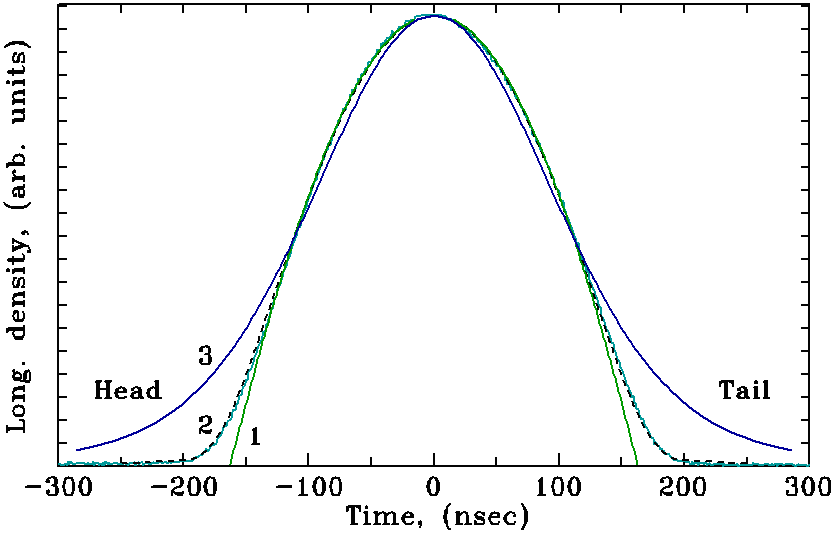 Long. density, (arb. units)
3
Head
Tail
2
1
−300 −200 −100 0 100 200 300
Time, (nsec)